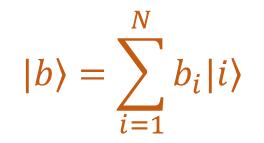 |b⟩ = ∑_{i=1}^{N} b_i|i⟩